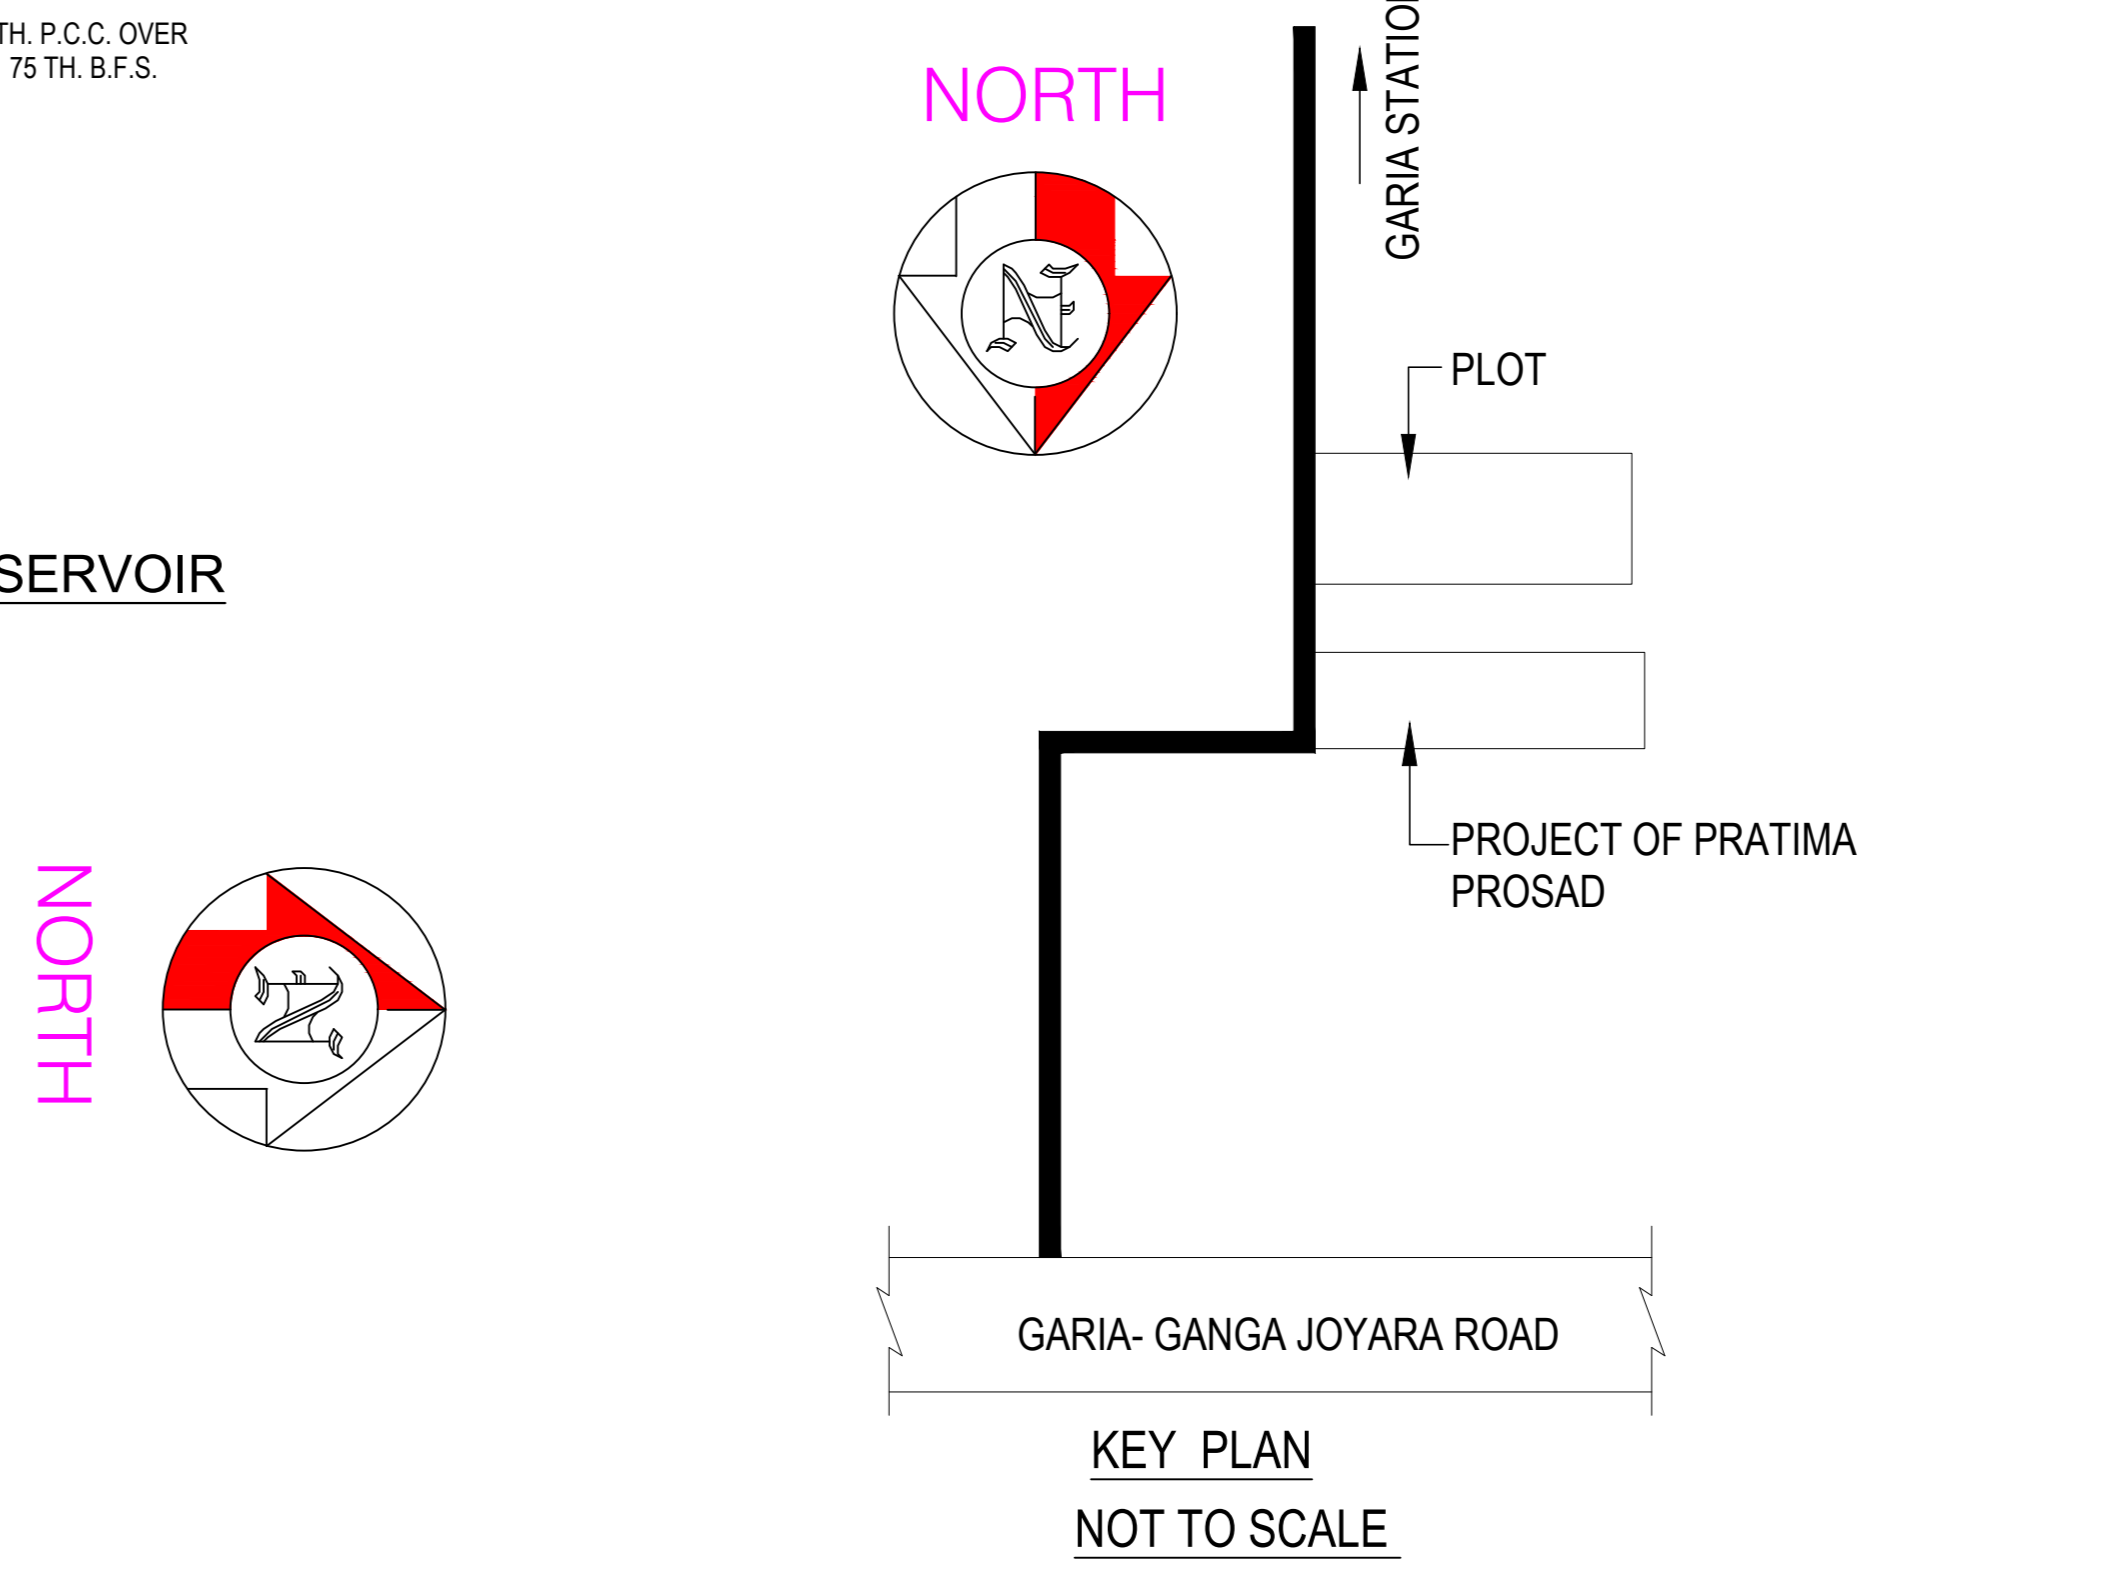 TH. P.C.C. OVER
75 TH. B.F.S.
NORTH
N
GARIA STATION
PLOT
SERVOIR
PROJECT OF PRATIMA
PROSAD
NORTH
N
GARIA- GANGA JOYARA ROAD
KEY PLAN
NOT TO SCALE